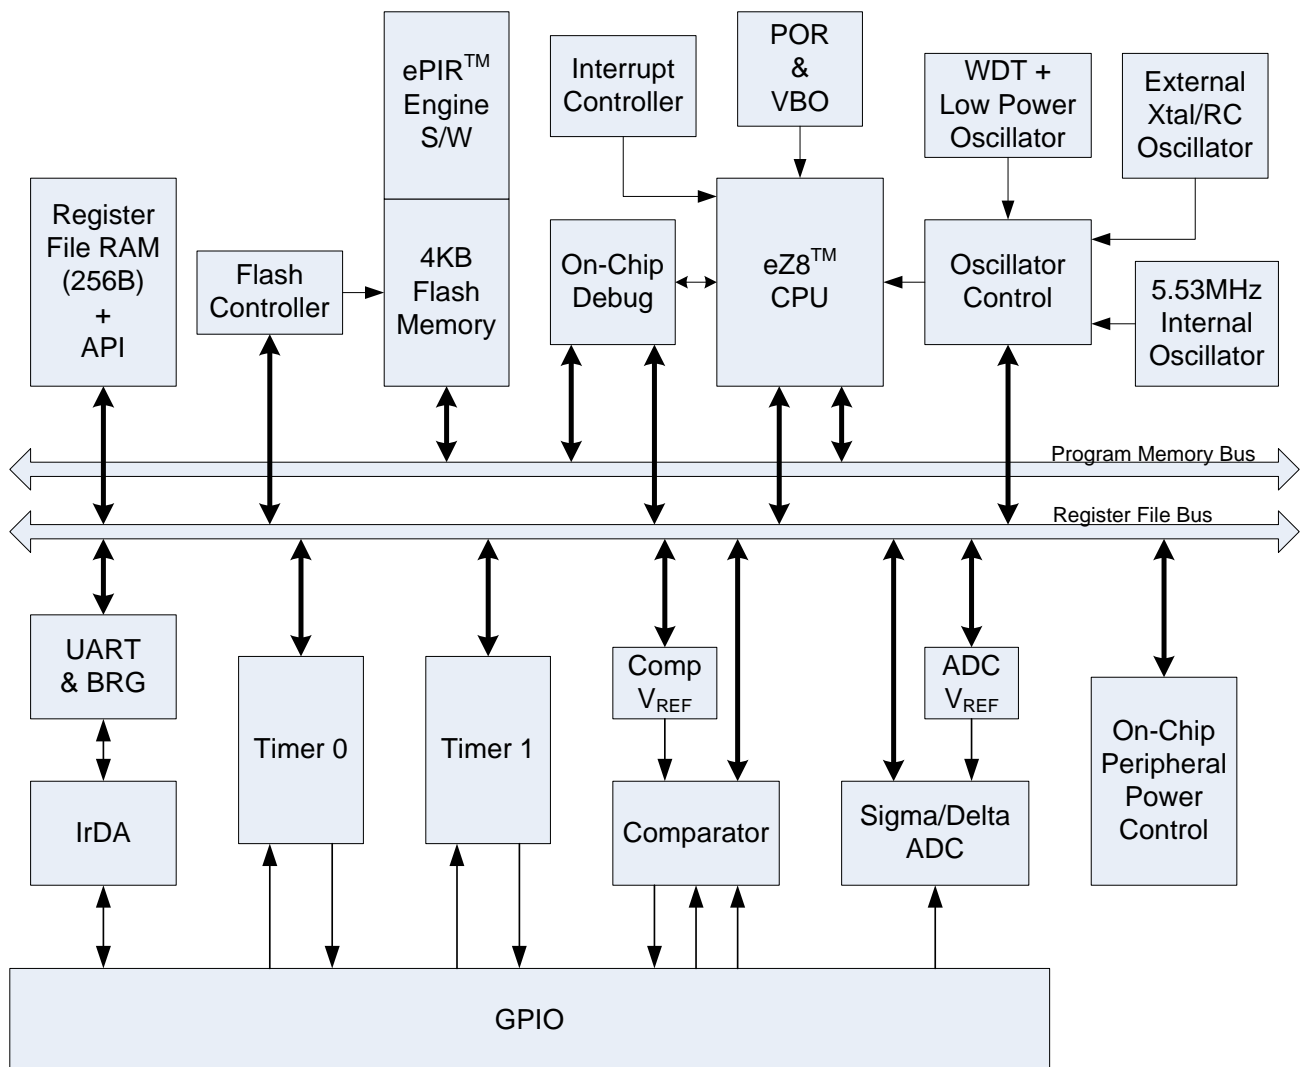 ePIR™
Engine
S/W
Interrupt
Controller
POR
&
VBO
WDT +
Low Power
Oscillator
External
Xtal/RC
Oscillator
Register
File RAM
(256B)
+
API
Flash
Controller
4KB
Flash
Memory
On-Chip
Debug
eZ8™
CPU
Oscillator
Control
5.53MHz
Internal
Oscillator
Program Memory Bus
Register File Bus
UART
& BRG
Timer 0
Timer 1
Comp
VREF
ADC
VREF
On-Chip
Peripheral
Power
Control
IrDA
Comparator
Sigma/Delta
ADC
GPIO